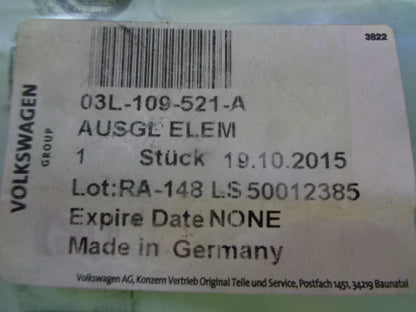 3822
VOLKSWAGEN
GROUP
03L-109-521-A
AUSGL ELEM
1 Stück 19.10.2015
Lot:RA-148 LS 50012385
Expire Date NONE
Made in Germany
Volkswagen AG, Konzern Vertrieb Original Teile und Service, Postfach 1451, 34219 Baunatal